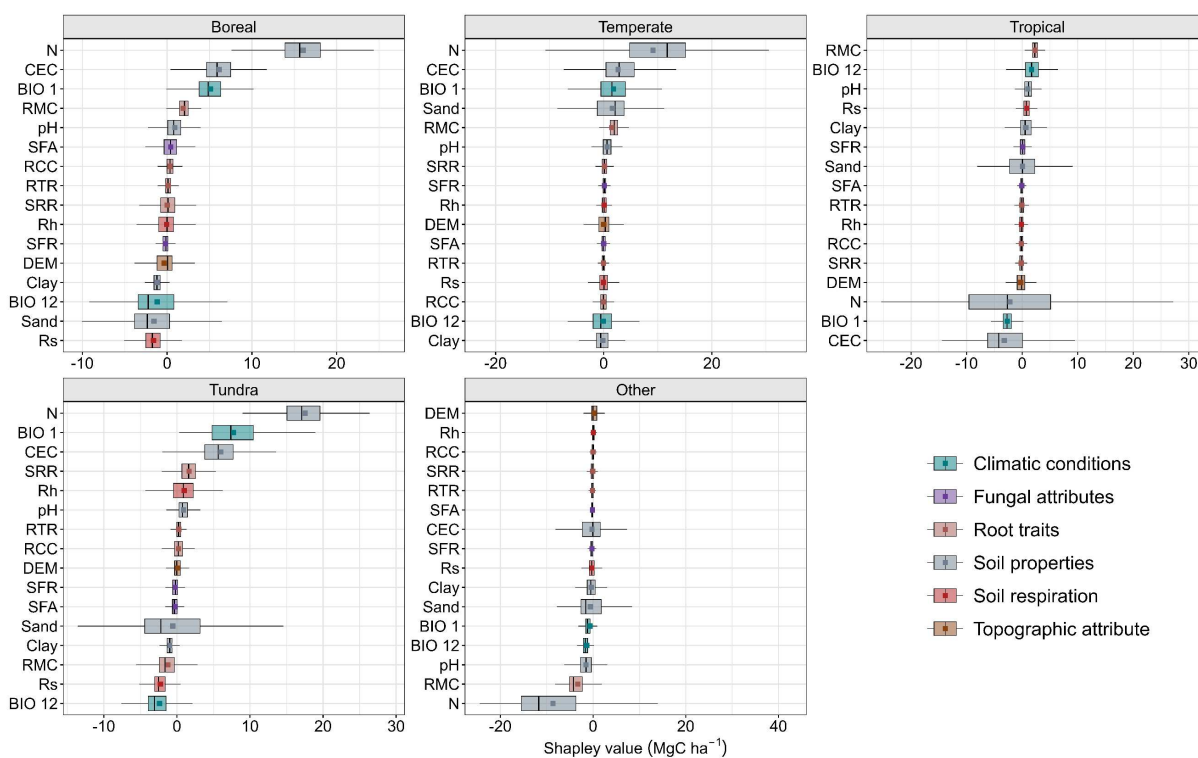 Boreal
N
CEC
BIO 1
RMC
pH
SFA
RCC
RTR
SRR
Rh
SFR
DEM
Clay
BIO 12
Sand
Rs
-10 0 10 20
Temperate
N
CEC
BIO 1
Sand
RMC
pH
SRR
SFR
Rh
DEM
SFA
RTR
Rs
RCC
BIO 12
Clay
-20 0 20
Tropical
RMC
BIO 12
pH
Rs
Clay
SFR
Sand
SFA
RTR
Rh
RCC
SRR
DEM
N
BIO 1
CEC
-20 -10 0 10 20 30
Tundra
N
BIO 1
CEC
SRR
Rh
pH
RTR
RCC
DEM
SFR
SFA
Sand
Clay
RMC
Rs
BIO 12
-10 0 10 20 30
Other
DEM
Rh
RCC
SRR
RTR
SFA
CEC
SFR
Rs
Clay
Sand
BIO 1
BIO 12
pH
RMC
N
-20 0 20 40
Shapley value (MgC ha⁻¹)
Climatic conditions
Fungal attributes
Root traits
Soil properties
Soil respiration
Topographic attribute